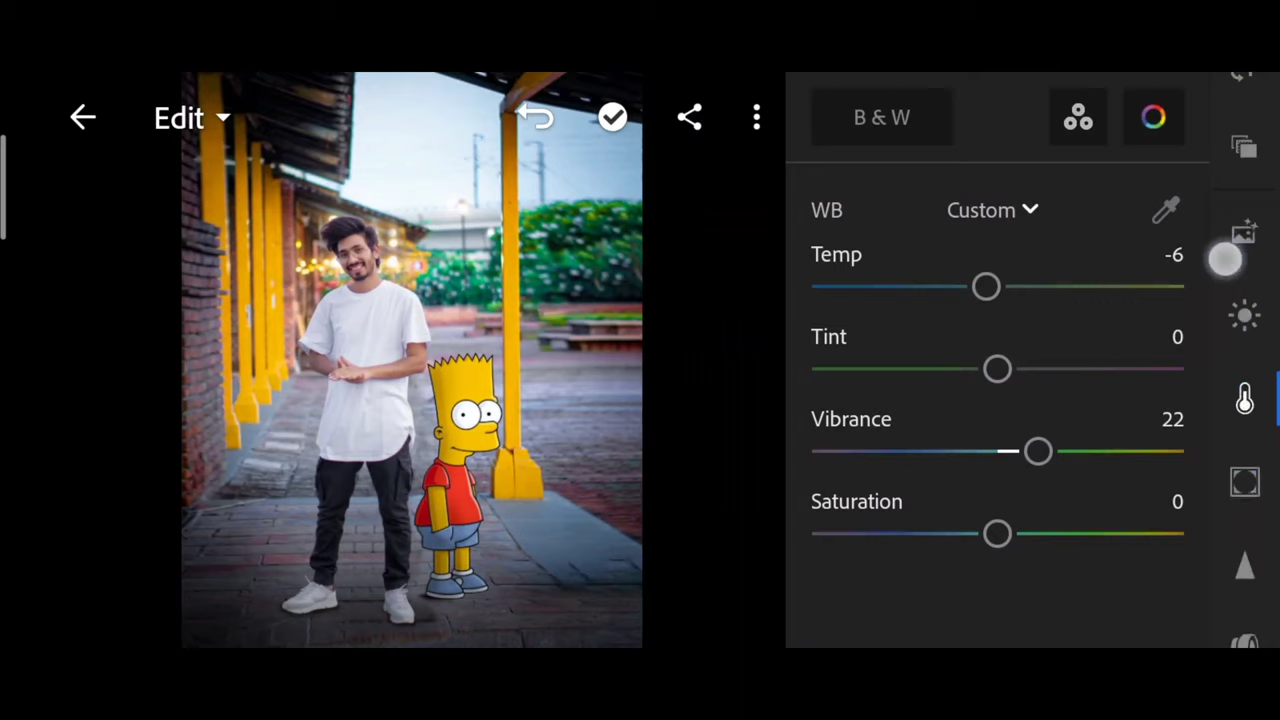 Edit
B & W
WB Custom
Temp -6
Tint 0
Vibrance 22
Saturation 0